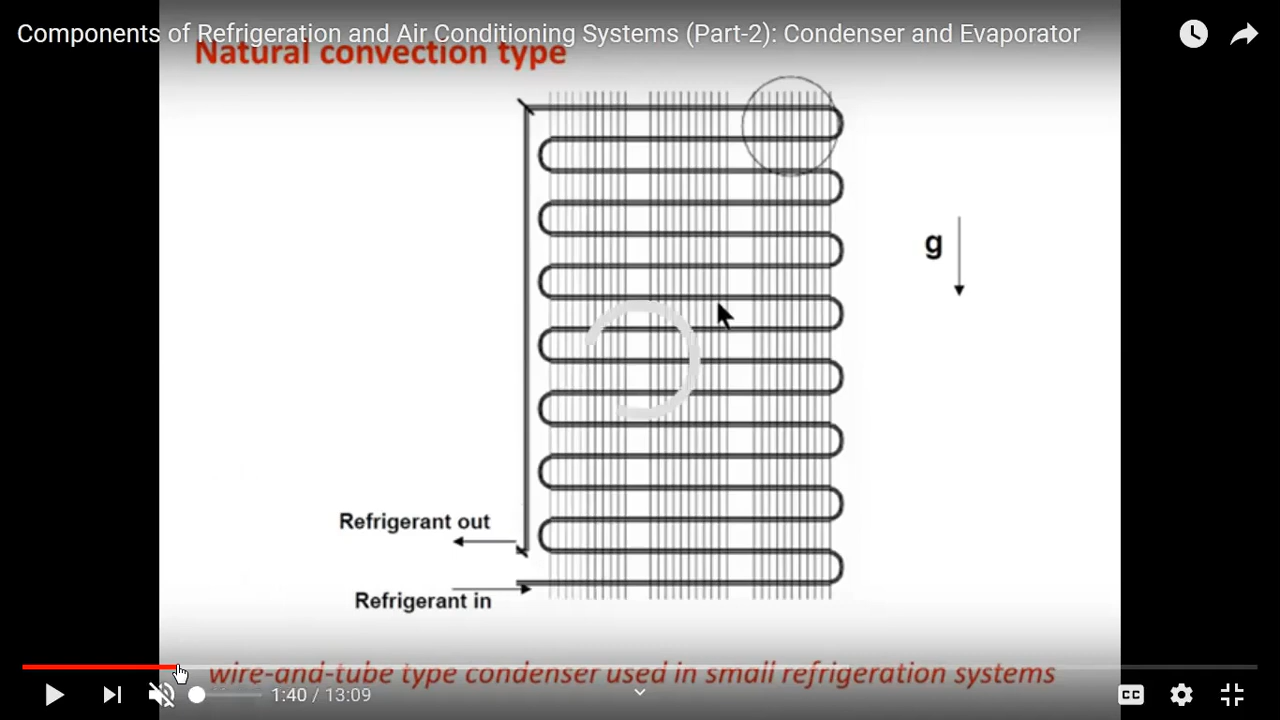 Components of Refrigeration and Air Conditioning Systems (Part-2): Condenser and Evaporator
Natural convection type
g
Refrigerant out
Refrigerant in
wire-and-tube type condenser used in small refrigeration systems
1:40 / 13:09
CC